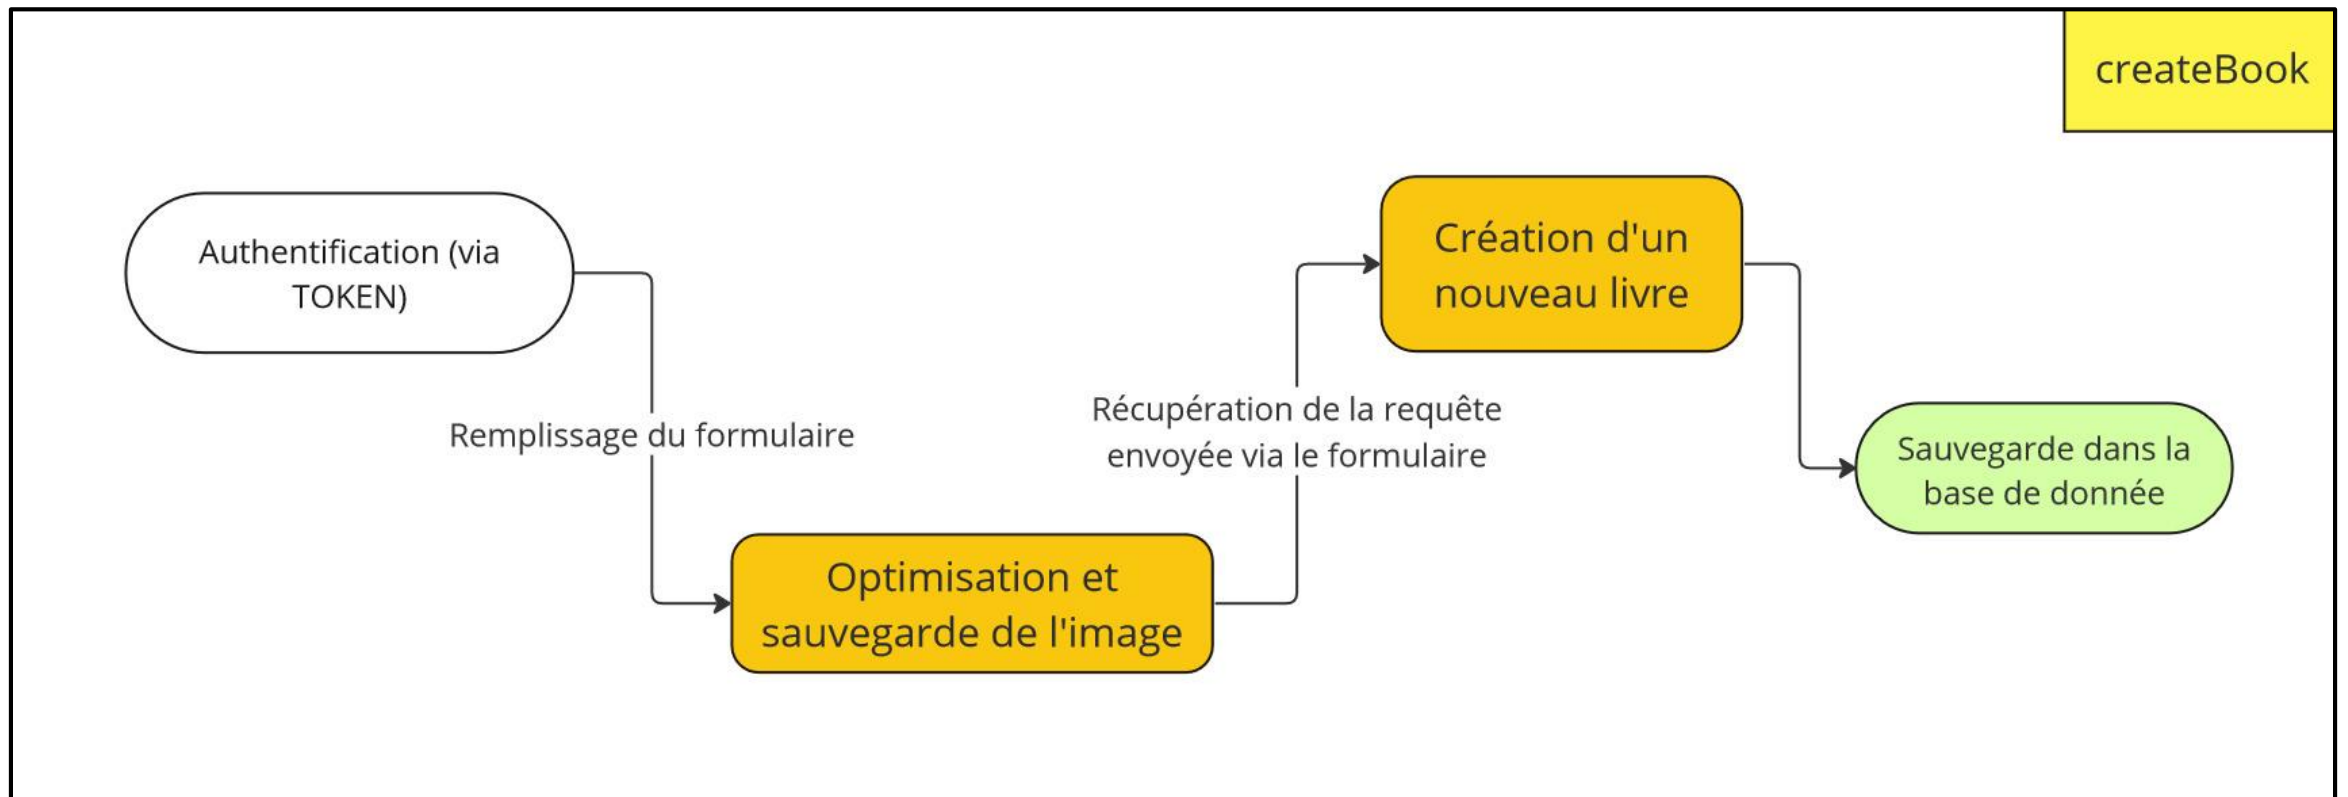 createBook
Authentification (via
TOKEN)
Remplissage du formulaire
Optimisation et
sauvegarde de l'image
Récupération de la requête
envoyée via le formulaire
Création d'un
nouveau livre
Sauvegarde dans la
base de donnée